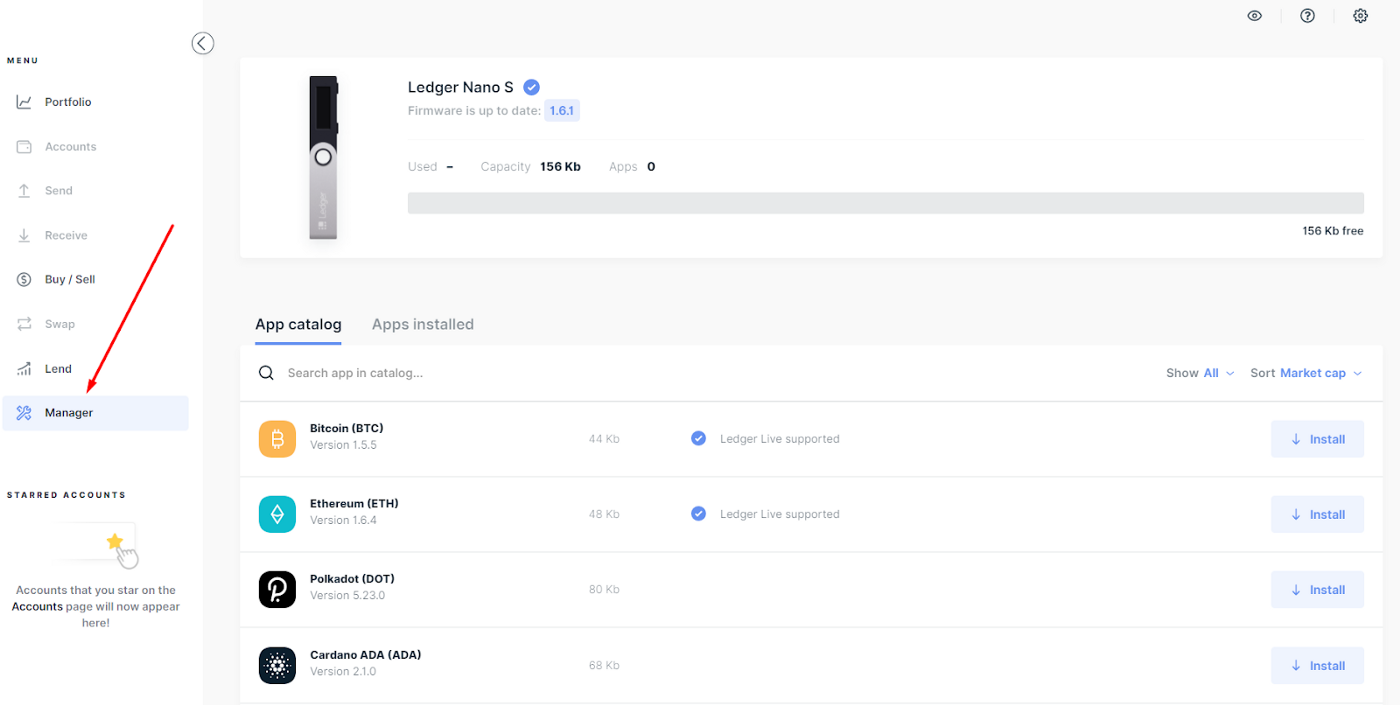 MENU
Portfolio
Accounts
Send
Receive
Buy / Sell
Swap
Lend
Manager
STARRED ACCOUNTS
Accounts that you star on the
Accounts page will now appear
here!
Ledger Nano S
Firmware is up to date: 1.6.1
Used – Capacity 156 Kb Apps 0
156 Kb free
Ledger
App catalog Apps installed
Search app in catalog... Show All Sort Market cap
Bitcoin (BTC)
Version 1.5.5
44 Kb Ledger Live supported Install
Ethereum (ETH)
Version 1.6.4
48 Kb Ledger Live supported Install
Polkadot (DOT)
Version 5.23.0
80 Kb Install
Cardano ADA (ADA)
Version 2.1.0
68 Kb Install